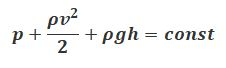 p + ρv²/2 + ρgh = const